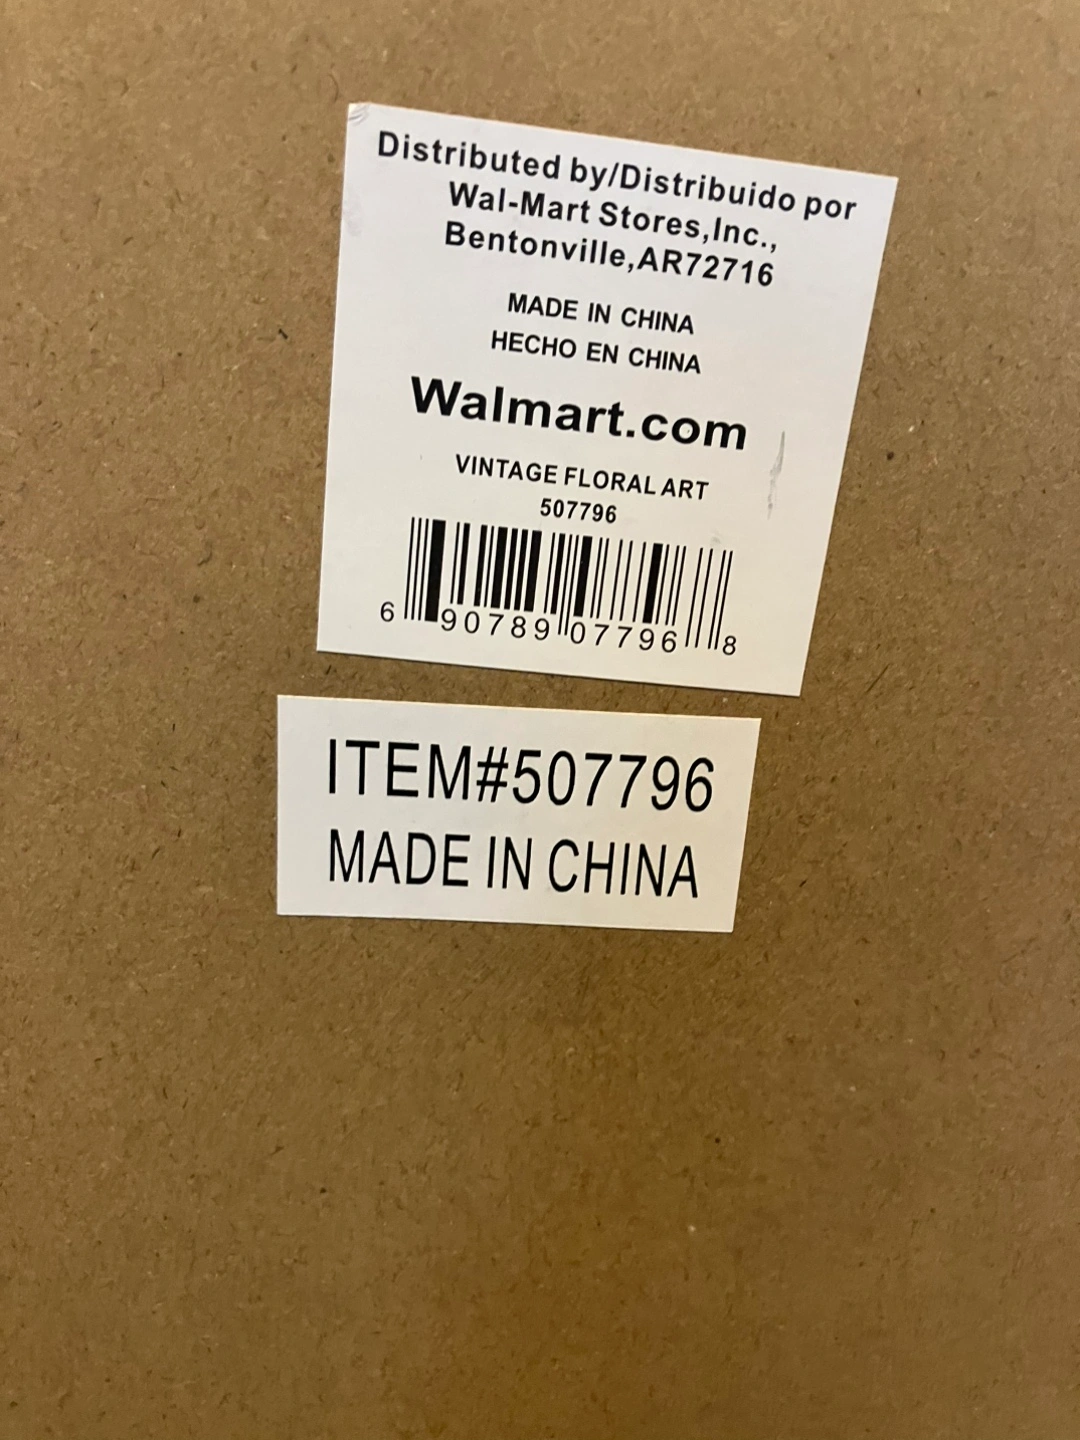 Distributed by/Distribuido por
Wal-Mart Stores,Inc.,
Bentonville,AR72716
MADE IN CHINA
HECHO EN CHINA
Walmart.com
VINTAGE FLORAL ART
507796
6 90789 07796 8
ITEM#507796
MADE IN CHINA